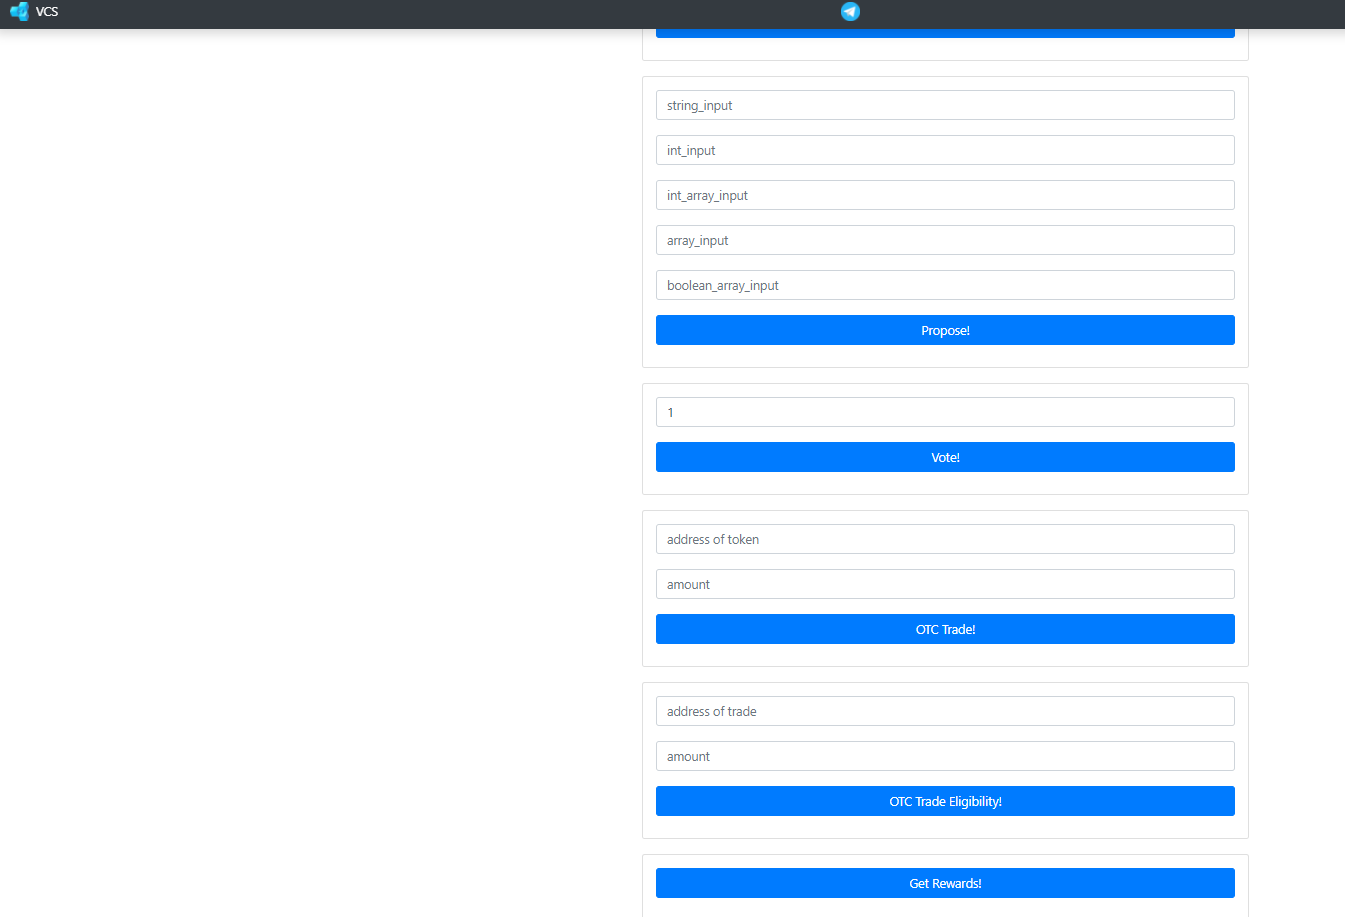 VCS
string_input
int_input
int_array_input
array_input
boolean_array_input
Propose!
1
Vote!
address of token
amount
OTC Trade!
address of trade
amount
OTC Trade Eligibility!
Get Rewards!